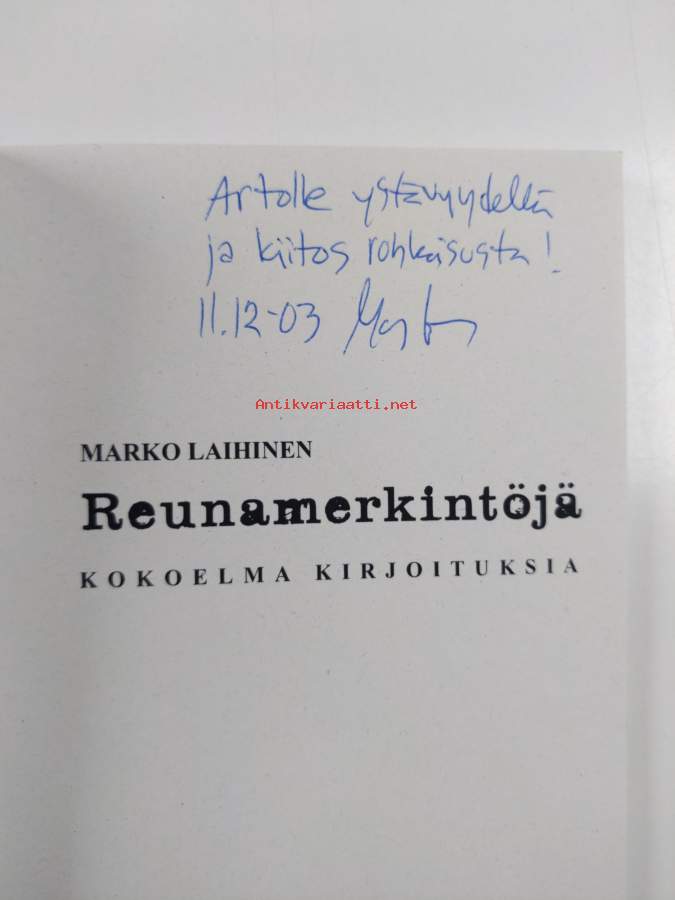 Artolle ystävyydellä
ja kiitos rohkaisusta!
11.12-03
Antikvariaatti.net
MARKO LAIHINEN
Reunamerkintöjä
KOKOELMA KIRJOITUKSIA